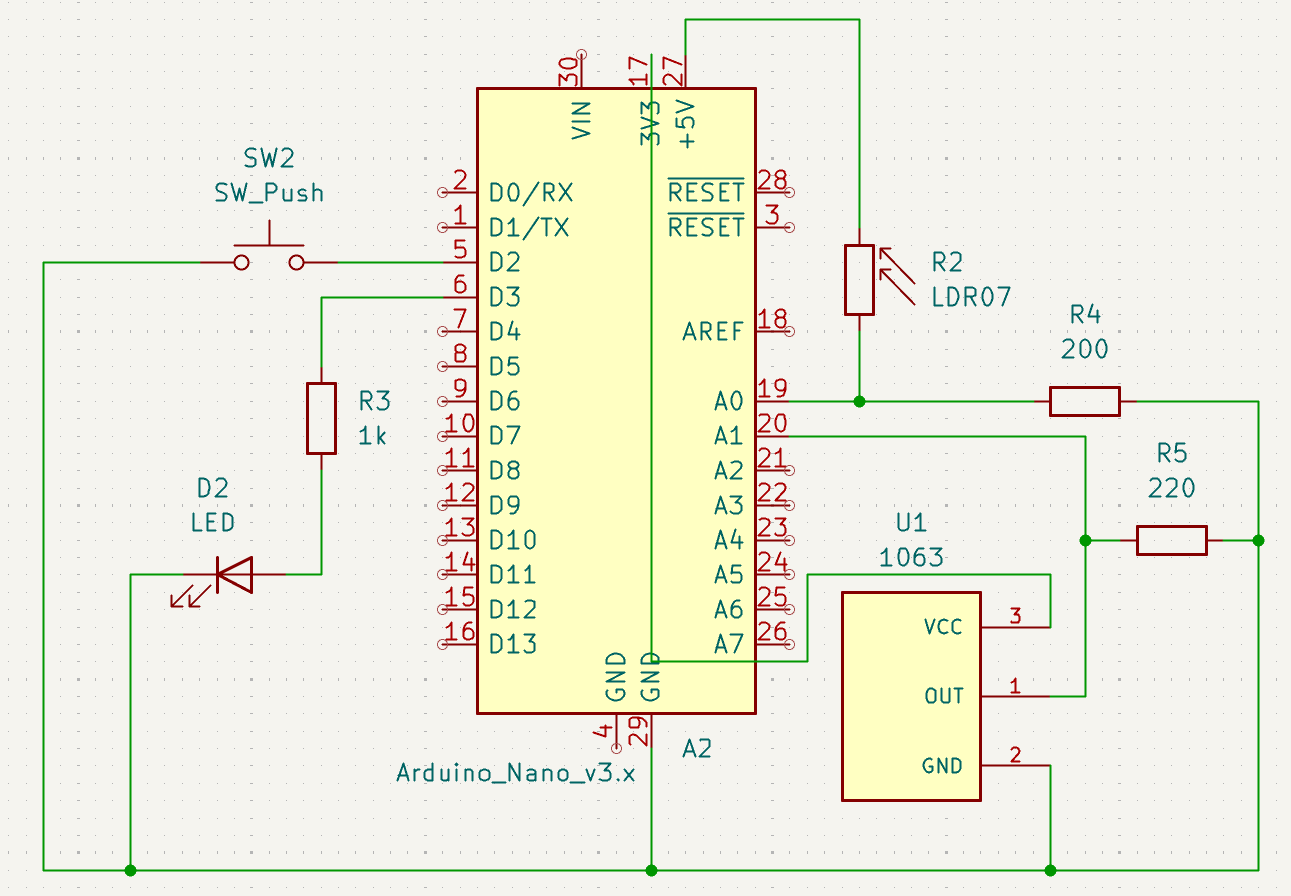 30
VIN
17
3V3
27
+5V
SW2
SW_Push
2
D0/RX
1
D1/TX
5
D2
6
D3
7
D4
8
D5
9
D6
10
D7
11
D8
12
D9
13
D10
14
D11
15
D12
16
D13
RESET
28
RESET
3
AREF
18
A0
19
A1
20
A2
21
A3
22
A4
23
A5
24
A6
25
A7
26
GND
4
GND
29
A2
Arduino_Nano_v3.x
R3
1k
D2
LED
R2
LDR07
R4
200
R5
220
U1
1063
VCC
3
OUT
1
GND
2